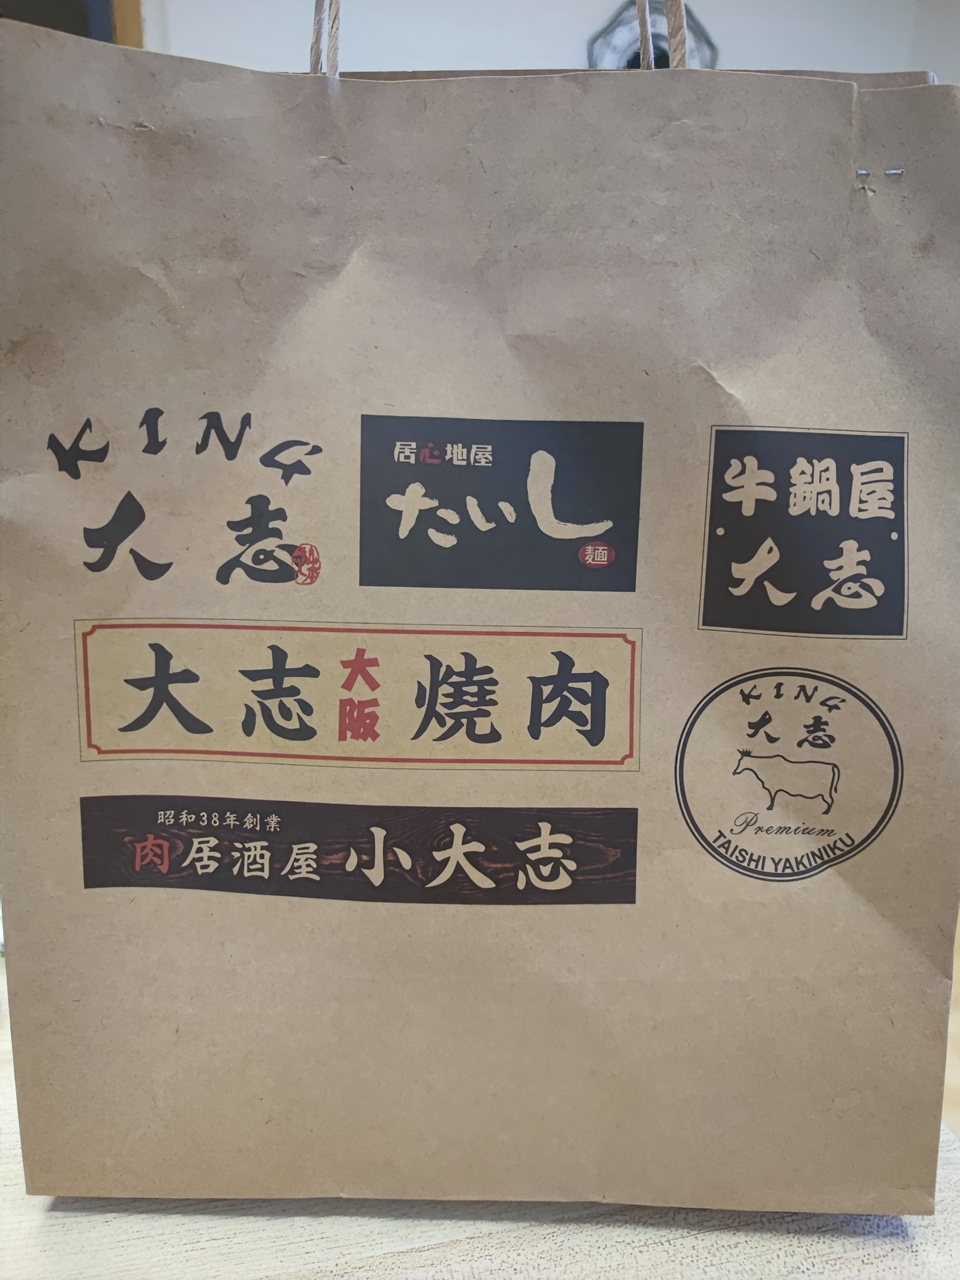 KING
大志
居心地屋
たいし
麺
牛鍋屋
大志
大志大阪燒肉
KING
大志
Premium
TAISHI YAKINIKU
昭和38年創業
肉居酒屋 小大志